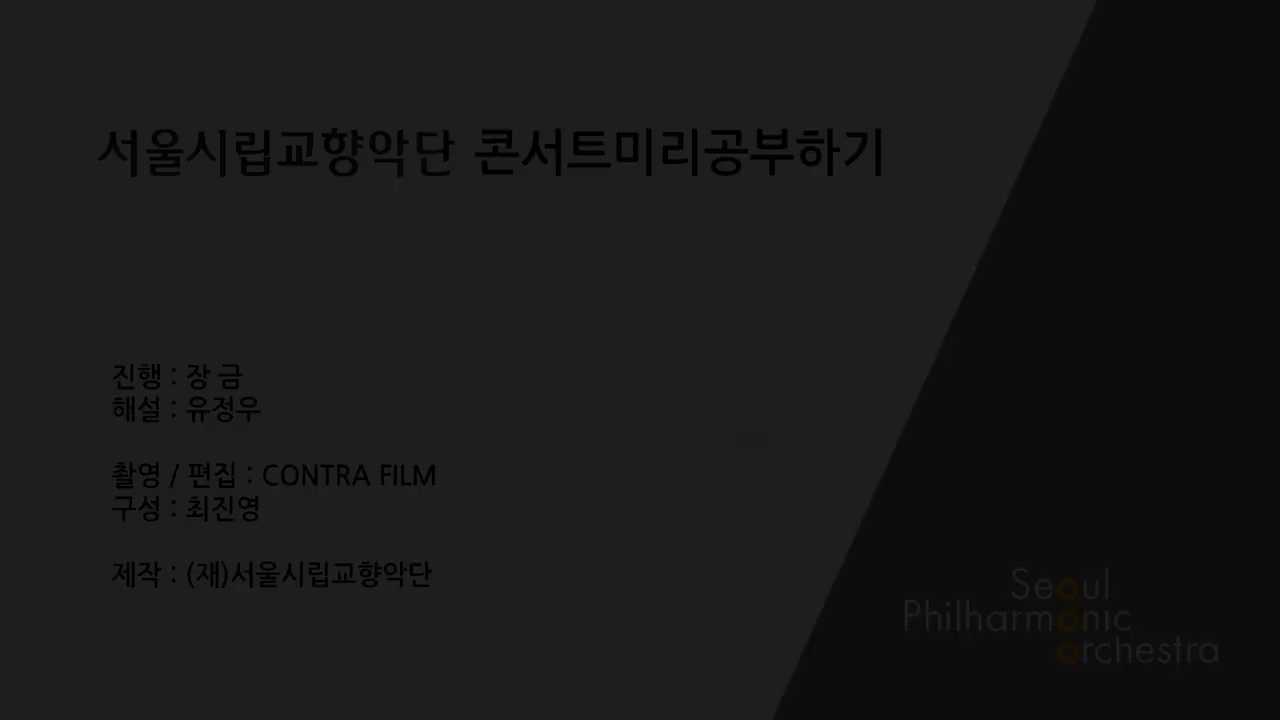 서울시립교향악단 콘서트미리공부하기
진행 : 장 금
해설 : 유정우
촬영 / 편집 : CONTRA FILM
구성 : 최진영
제작 : (재)서울시립교향악단
Seoul
Philharmonic
orchestra